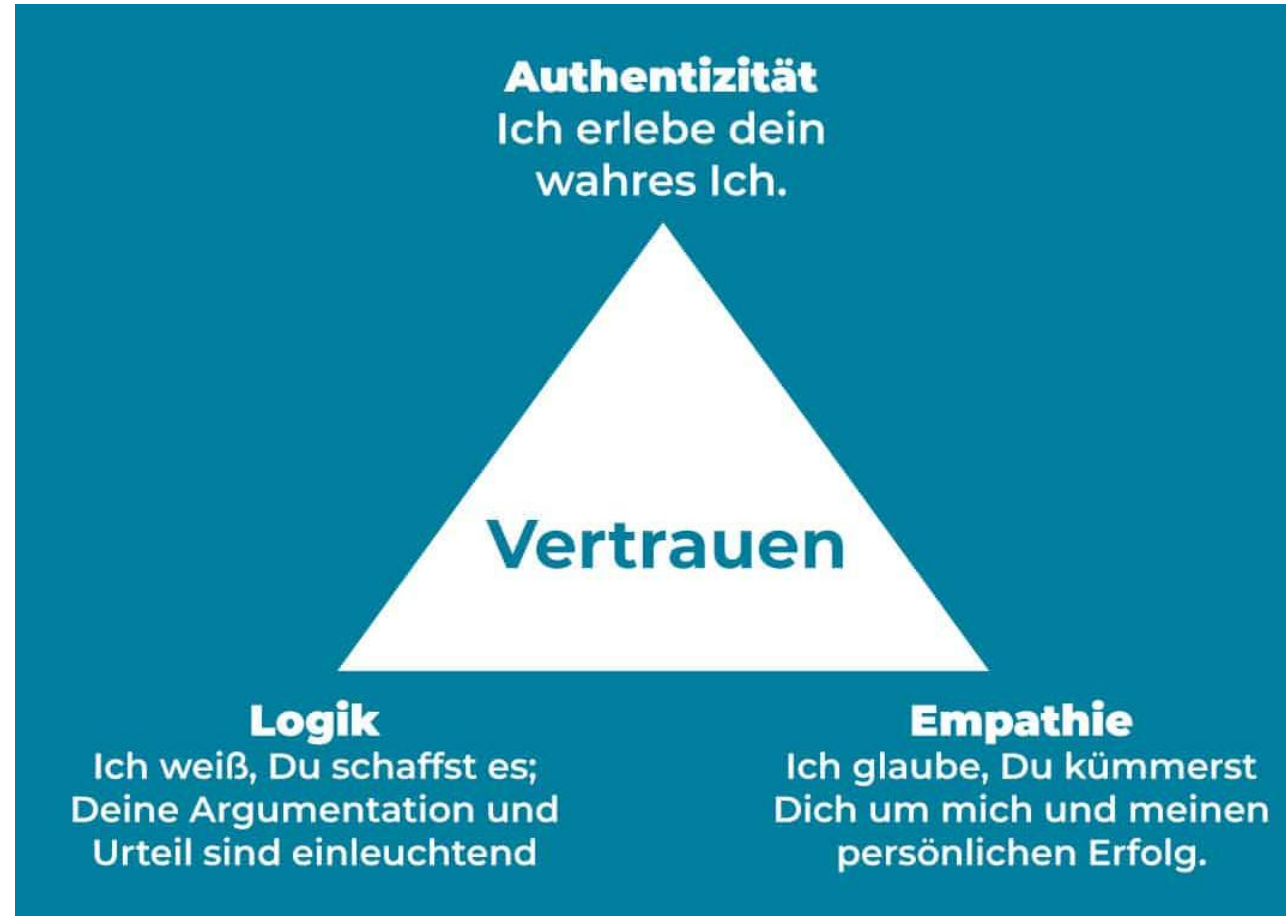 Authentizität
Ich erlebe dein
wahres Ich.
Vertrauen
Logik
Ich weiß, Du schaffst es;
Deine Argumentation und
Urteil sind einleuchtend
Empathie
Ich glaube, Du kümmerst
Dich um mich und meinen
persönlichen Erfolg.